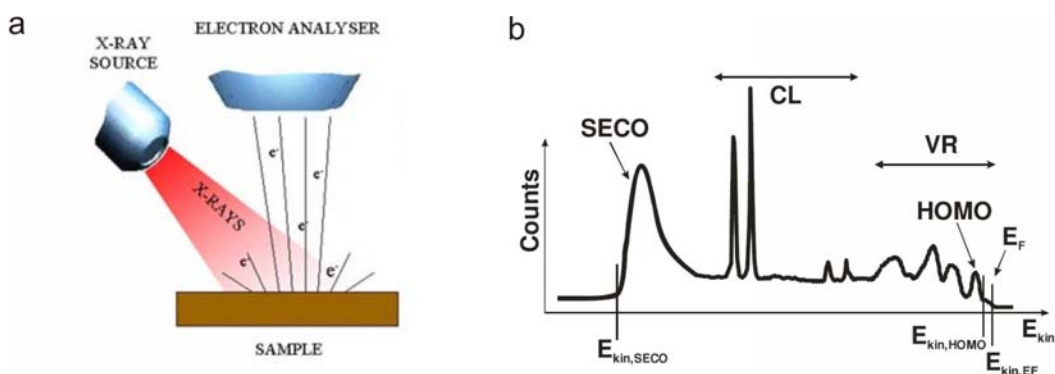 a
X-RAY
SOURCE
ELECTRON ANALYSER
e-
e-
e-
X-RAYS
e-
e-
SAMPLE
b
Counts
SECO
CL
VR
HOMO
E_F
E_kin
E_kin,SECO
E_kin,HOMO
E_kin,EF